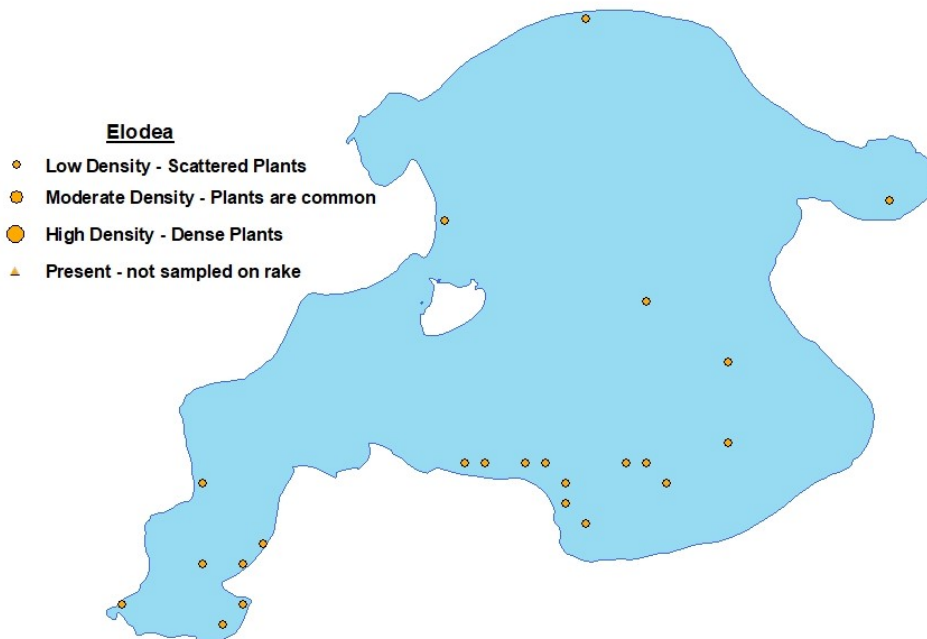 Elodea
Low Density - Scattered Plants
Moderate Density - Plants are common
High Density - Dense Plants
Present - not sampled on rake